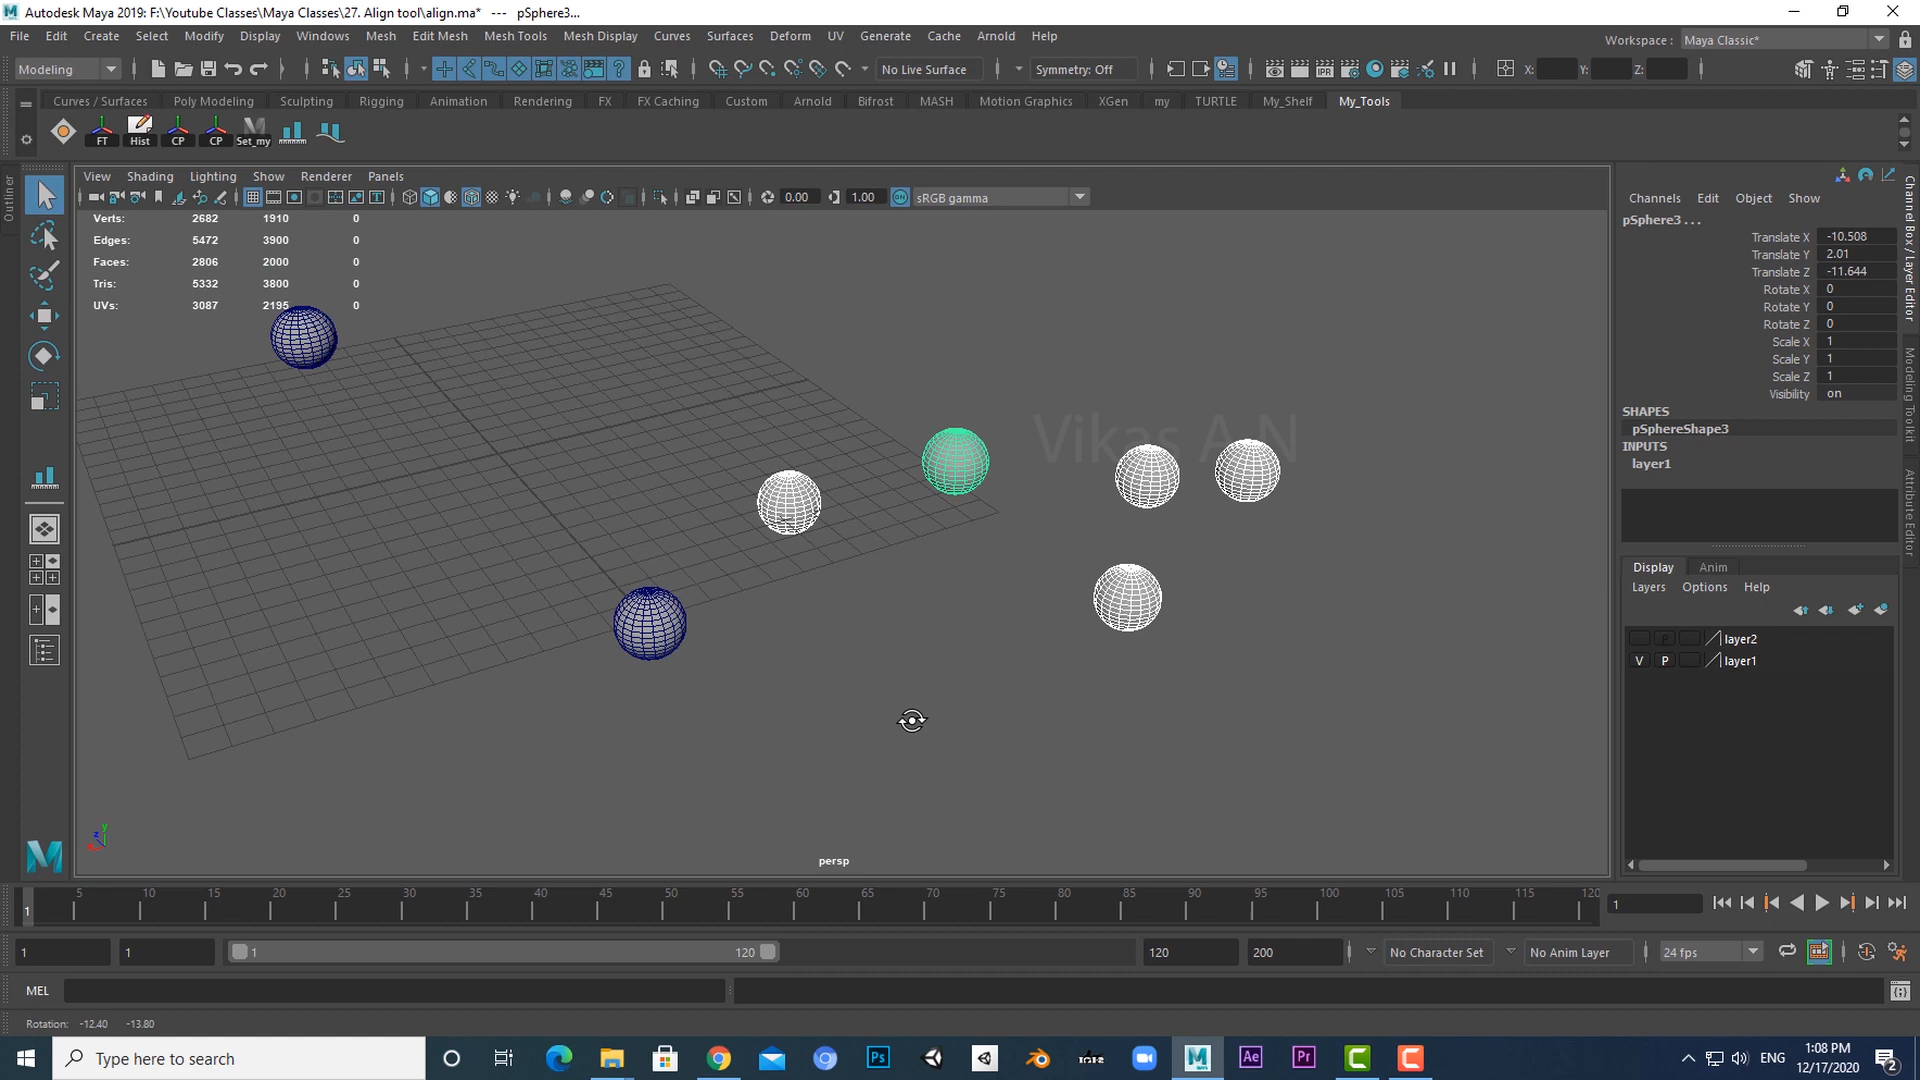 Autodesk Maya 2019: F:\Youtube Classes\Maya Classes\27. Align tool\align.ma* --- pSphere3...
File Edit Create Select Modify Display Windows Mesh Edit Mesh Mesh Tools Mesh Display Curves Surfaces Deform UV Generate Cache Arnold Help
Workspace : Maya Classic*
Modeling No Live Surface Symmetry: Off IPR X: Y: Z:
Curves / Surfaces Poly Modeling Sculpting Rigging Animation Rendering FX FX Caching Custom Arnold Bifrost MASH Motion Graphics XGen my TURTLE My_Shelf My_Tools
FT Hist CP CP Set_my
Outliner
View Shading Lighting Show Renderer Panels
0.00 1.00 ON sRGB gamma
Verts: 2682 1910 0
Edges: 5472 3900 0
Faces: 2806 2000 0
Tris: 5332 3800 0
UVs: 3087 2195 0
Vikas A N
y
z
x
persp
Channels Edit Object Show
pSphere3 . . .
Translate X -10.508
Translate Y 2.01
Translate Z -11.644
Rotate X 0
Rotate Y 0
Rotate Z 0
Scale X 1
Scale Y 1
Scale Z 1
Visibility on
SHAPES
pSphereShape3
INPUTS
layer1
Display Anim
Layers Options Help
P layer2
V P layer1
Channel Box / Layer Editor
Modeling Toolkit
Attribute Editor
1 5 10 15 20 25 30 35 40 45 50 55 60 65 70 75 80 85 90 95 100 105 110 115 120
1
1 1 1 120 120 200 No Character Set No Anim Layer 24 fps
MEL
Rotation: -12.40 -13.80
Type here to search
Ps Ae Pr
ENG
1:08 PM
12/17/2020
2